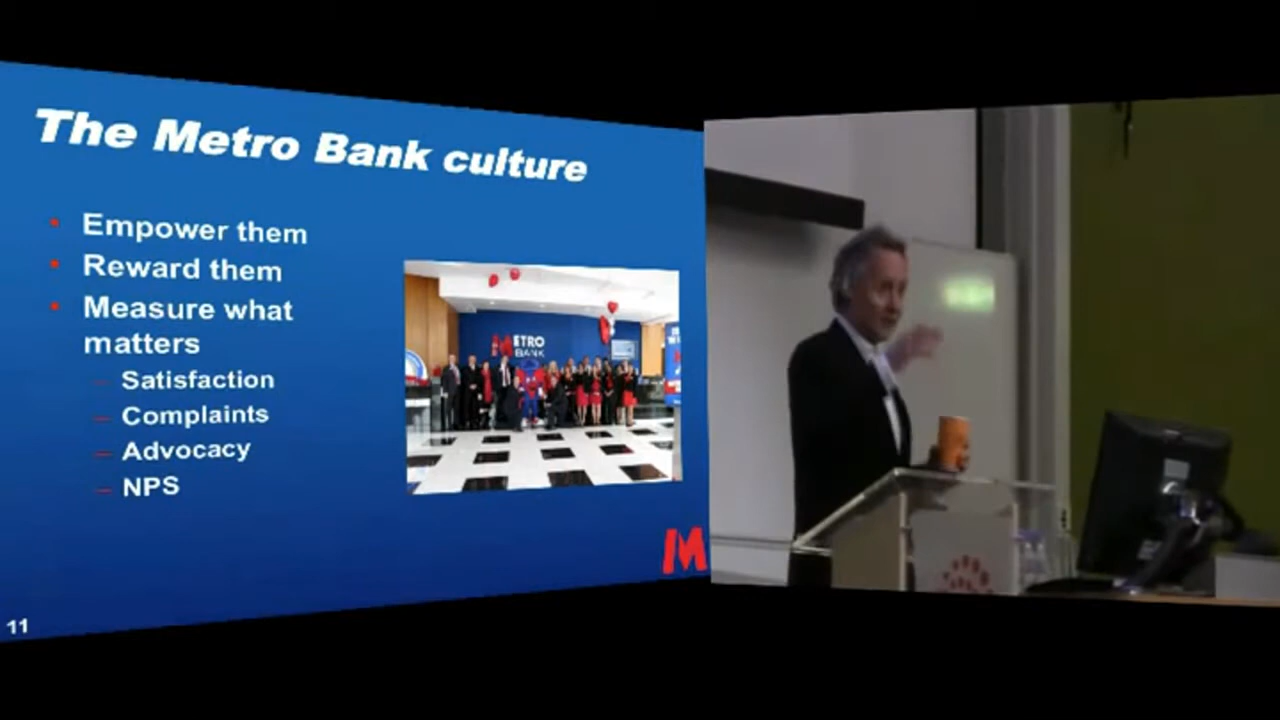 The Metro Bank culture
• Empower them
• Reward them
• Measure what
matters
– Satisfaction
– Complaints
– Advocacy
– NPS
METRO
BANK
M
11